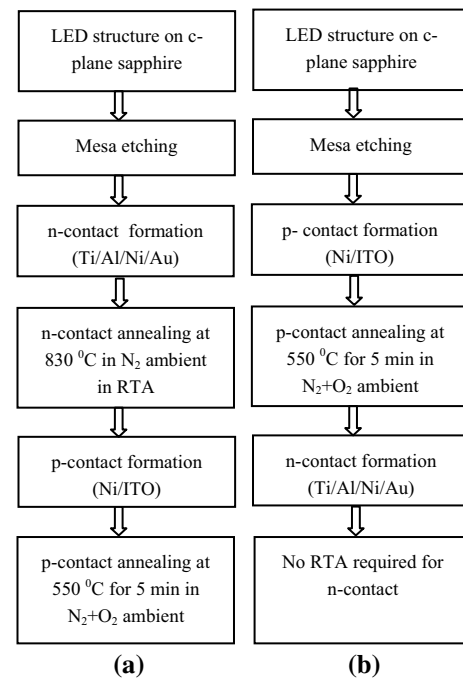 LED structure on c-
plane sapphire
Mesa etching
n-contact formation
(Ti/Al/Ni/Au)
n-contact annealing at
830 ⁰C in N₂ ambient
in RTA
p-contact formation
(Ni/ITO)
p-contact annealing at
550 ⁰C for 5 min in
N₂+O₂ ambient
(a)
LED structure on c-
plane sapphire
Mesa etching
p- contact formation
(Ni/ITO)
p-contact annealing at
550 ⁰C for 5 min in
N₂+O₂ ambient
n-contact formation
(Ti/Al/Ni/Au)
No RTA required for
n-contact
(b)